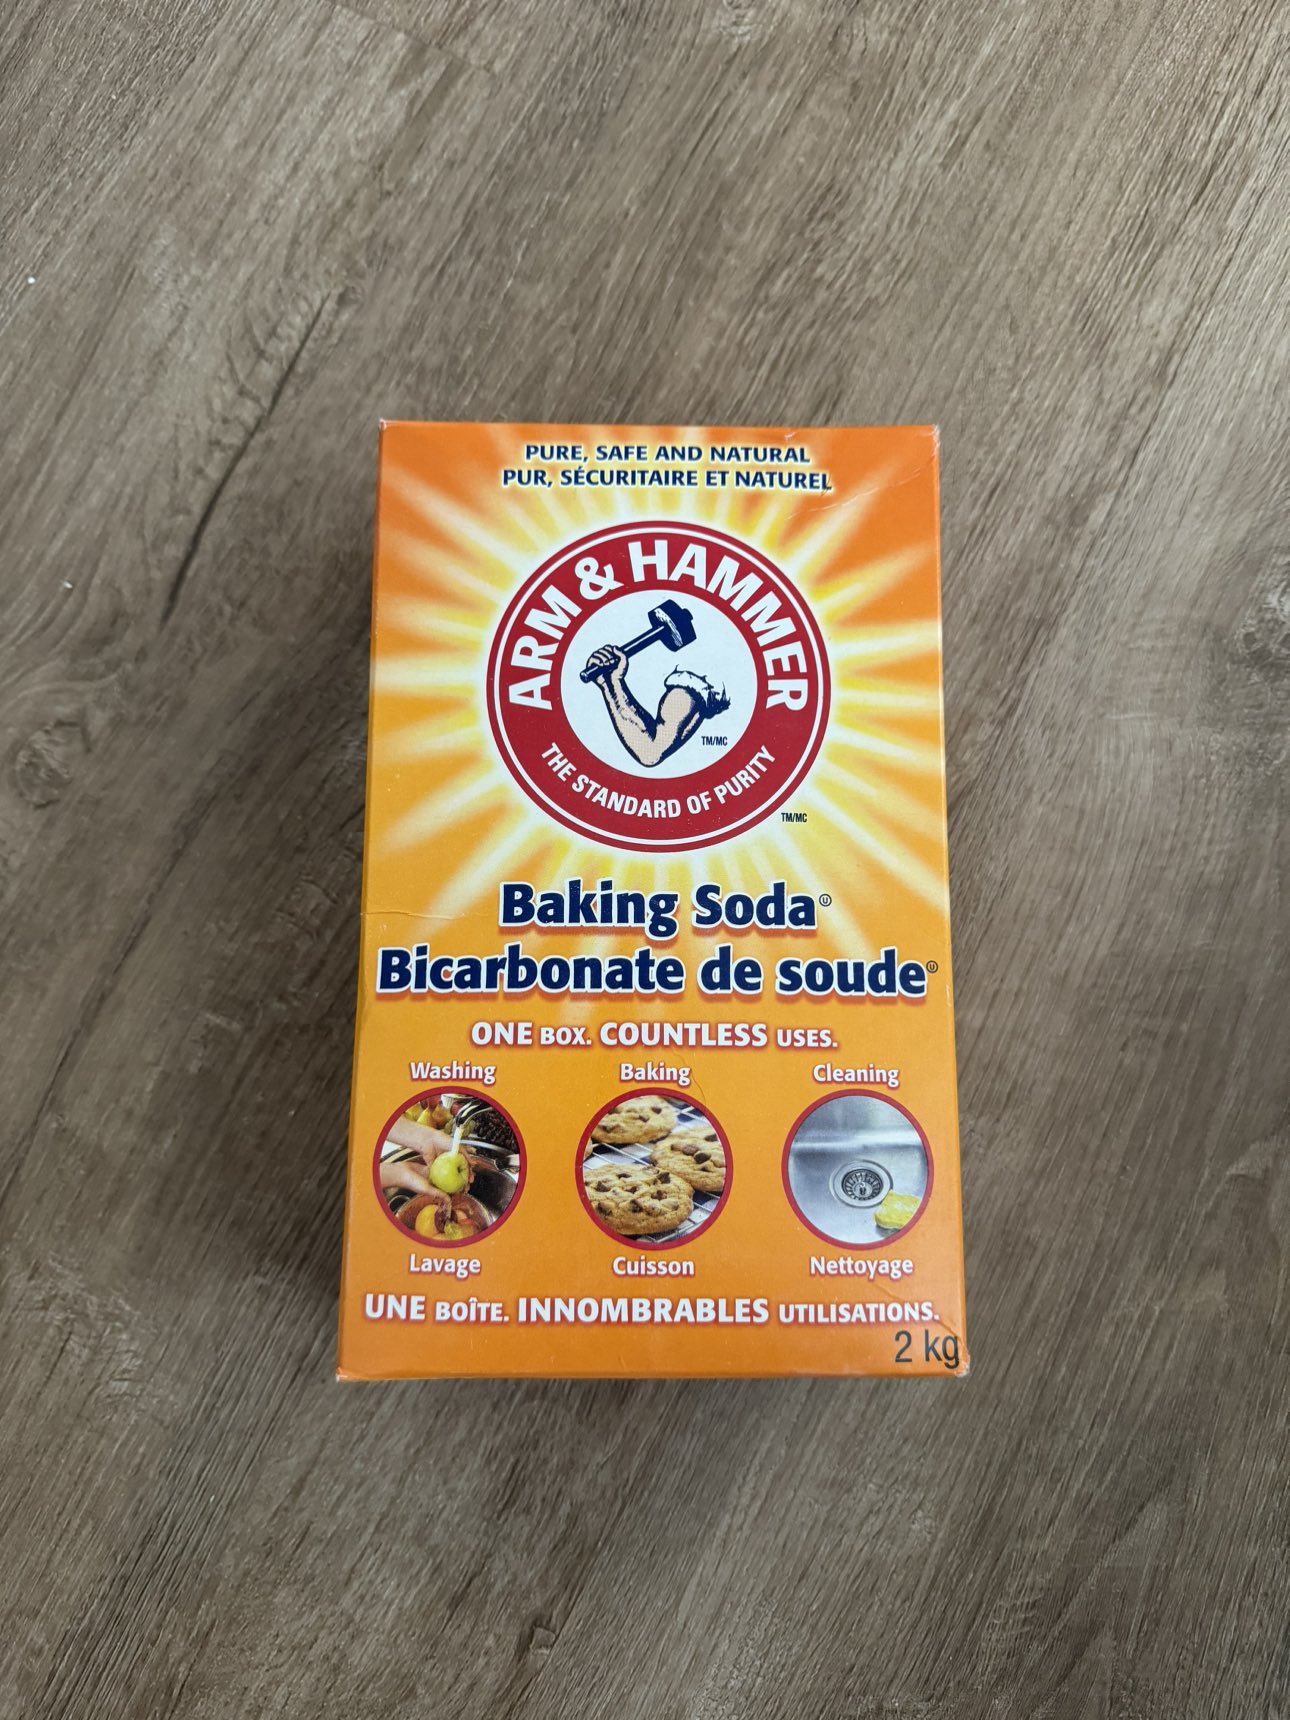 PURE, SAFE AND NATURAL
PUR, SÉCURITAIRE ET NATUREL
ARM & HAMMER
TM/MC
THE STANDARD OF PURITY
TM/MC
Baking Soda Ⓤ
Bicarbonate de soude Ⓤ
ONE BOX. COUNTLESS USES.
Washing Baking Cleaning
Lavage Cuisson Nettoyage
UNE BOÎTE. INNOMBRABLES UTILISATIONS.
2 kg